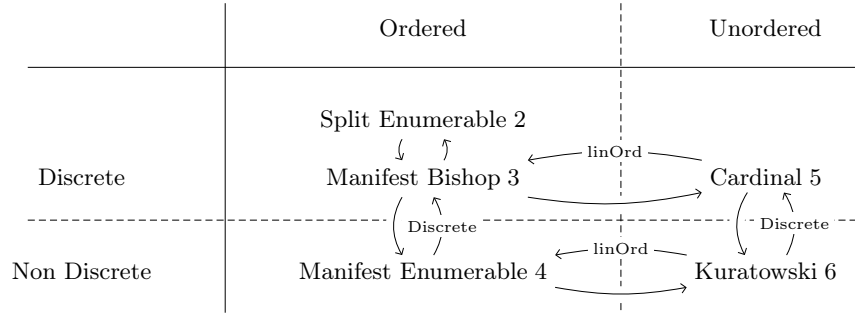 Ordered Unordered
Split Enumerable 2
linOrd
Discrete Manifest Bishop 3 Cardinal 5
Discrete Discrete
linOrd
Non Discrete Manifest Enumerable 4 Kuratowski 6